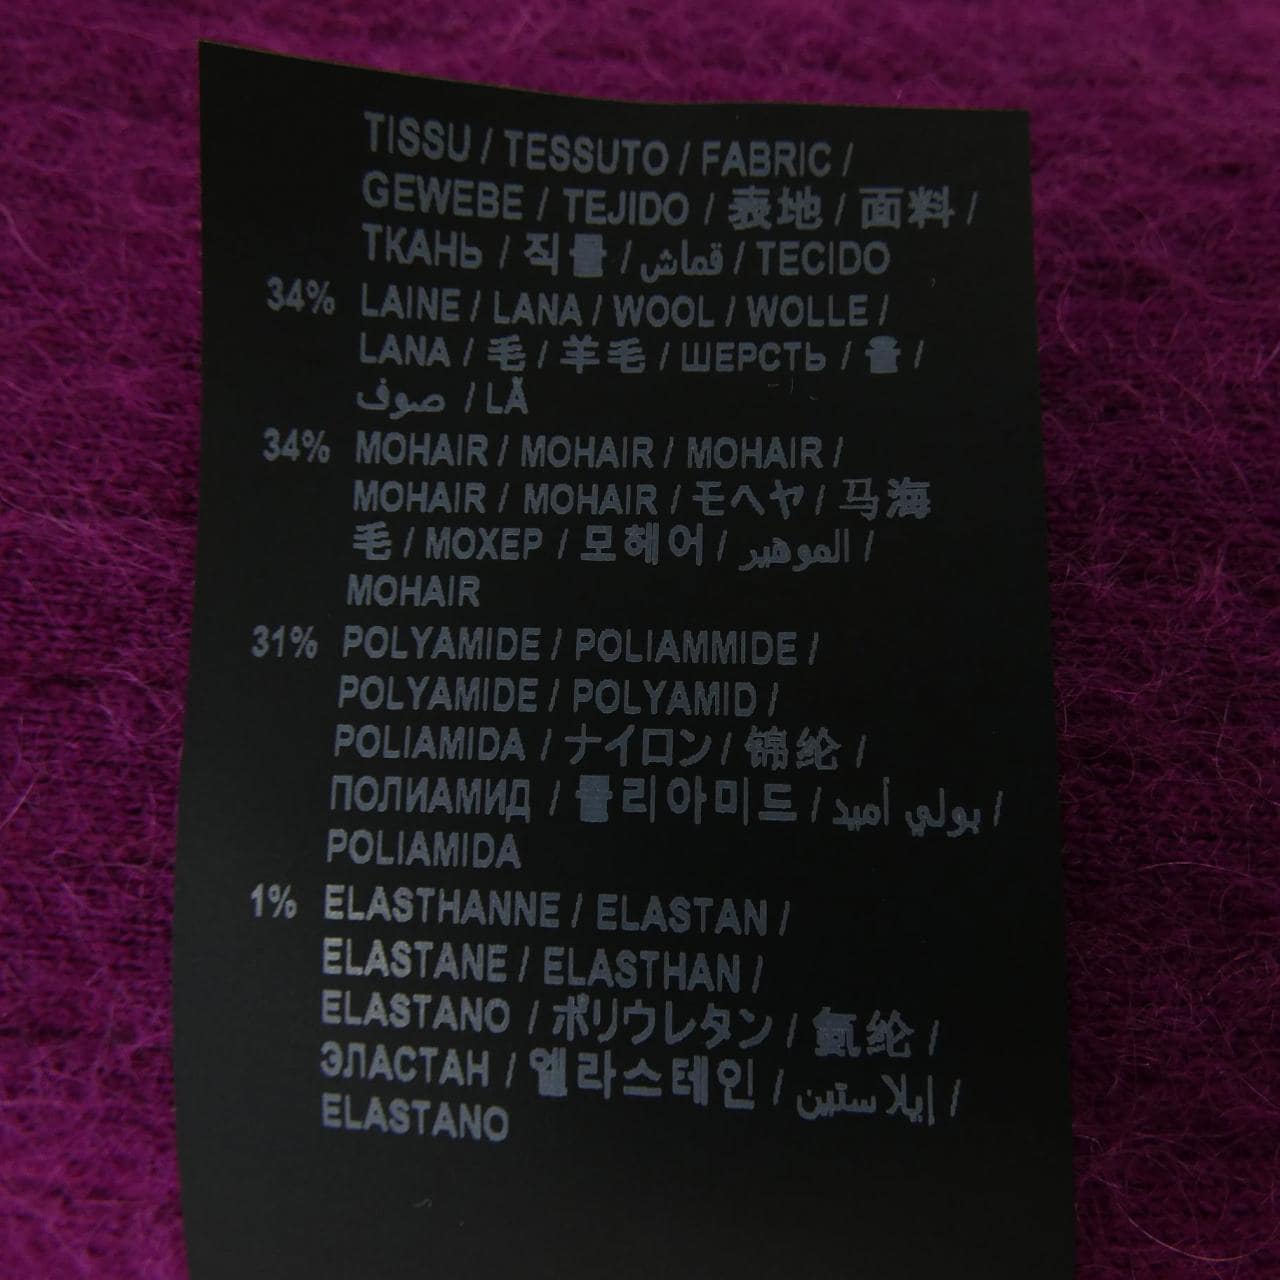 TISSU / TESSUTO / FABRIC /
GEWEBE / TEJIDO / 表地 / 面料 /
ТКАНЬ / 직물 / قماش / TECIDO
34% LAINE / LANA / WOOL / WOLLE /
LANA / 毛 / 羊毛 / ШЕРСТЬ / 울 /
صوف / LÃ
34% MOHAIR / MOHAIR / MOHAIR /
MOHAIR / MOHAIR / モヘヤ / 马海
毛 / МОХЕР / 모헤어 / الموهير /
MOHAIR
31% POLYAMIDE / POLIAMMIDE /
POLYAMIDE / POLYAMID /
POLIAMIDA / ナイロン / 锦纶 /
ПОЛИАМИД / 폴리아미드 / بولي أميد /
POLIAMIDA
1% ELASTHANNE / ELASTAN /
ELASTANE / ELASTHAN /
ELASTANO / ポリウレタン / 氨纶 /
ЭЛАСТАН / 엘라스테인 / إيلا ستين /
ELASTANO